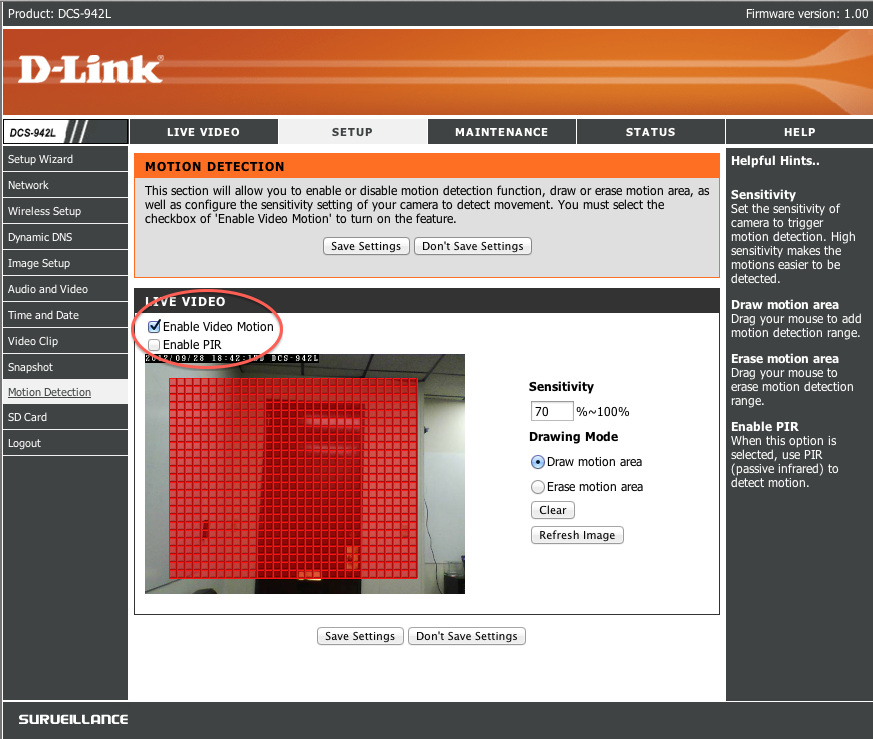 Product: DCS-942L
Firmware version: 1.00
D-Link
DCS-942L
LIVE VIDEO
SETUP
MAINTENANCE
STATUS
HELP
Setup Wizard
Network
Wireless Setup
Dynamic DNS
Image Setup
Audio and Video
Time and Date
Video Clip
Snapshot
Motion Detection
SD Card
Logout
MOTION DETECTION
This section will allow you to enable or disable motion detection function, draw or erase motion area, as
well as configure the sensitivity setting of your camera to detect movement. You must select the
checkbox of 'Enable Video Motion' to turn on the feature.
Save Settings
Don't Save Settings
LIVE VIDEO
Enable Video Motion
Enable PIR
DCS-942L
Sensitivity
70 %~100%
Drawing Mode
Draw motion area
Erase motion area
Clear
Refresh Image
Save Settings
Don't Save Settings
Helpful Hints..
Sensitivity
Set the sensitivity of
camera to trigger
motion detection. High
sensitivity makes the
motions easier to be
detected.
Draw motion area
Drag your mouse to add
motion detection range.
Erase motion area
Drag your mouse to
erase motion detection
range.
Enable PIR
When this option is
selected, use PIR
(passive infrared) to
detect motion.
SURVEILLANCE